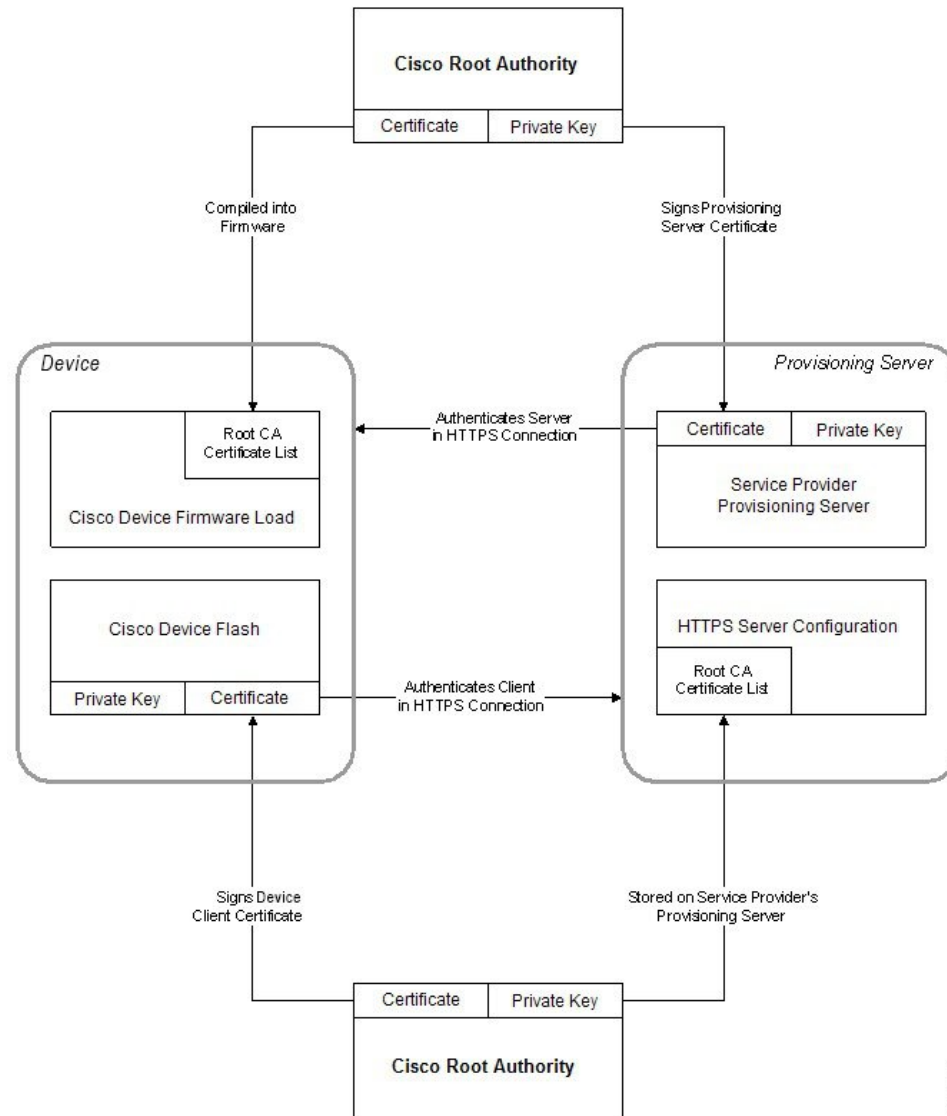 Cisco Root Authority
Certificate
Private Key
Compiled into
Firmware
Signs Provisioning
Server Certificate
Device
Provisioning Server
Root CA
Certificate List
Cisco Device Firmware Load
Authenticates Server
in HTTPS Connection
Certificate
Private Key
Service Provider
Provisioning Server
Cisco Device Flash
Private Key
Certificate
Authenticates Client
in HTTPS Connection
HTTPS Server Configuration
Root CA
Certificate List
Signs Device
Client Certificate
Stored on Service Provider's
Provisioning Server
Certificate
Private Key
Cisco Root Authority